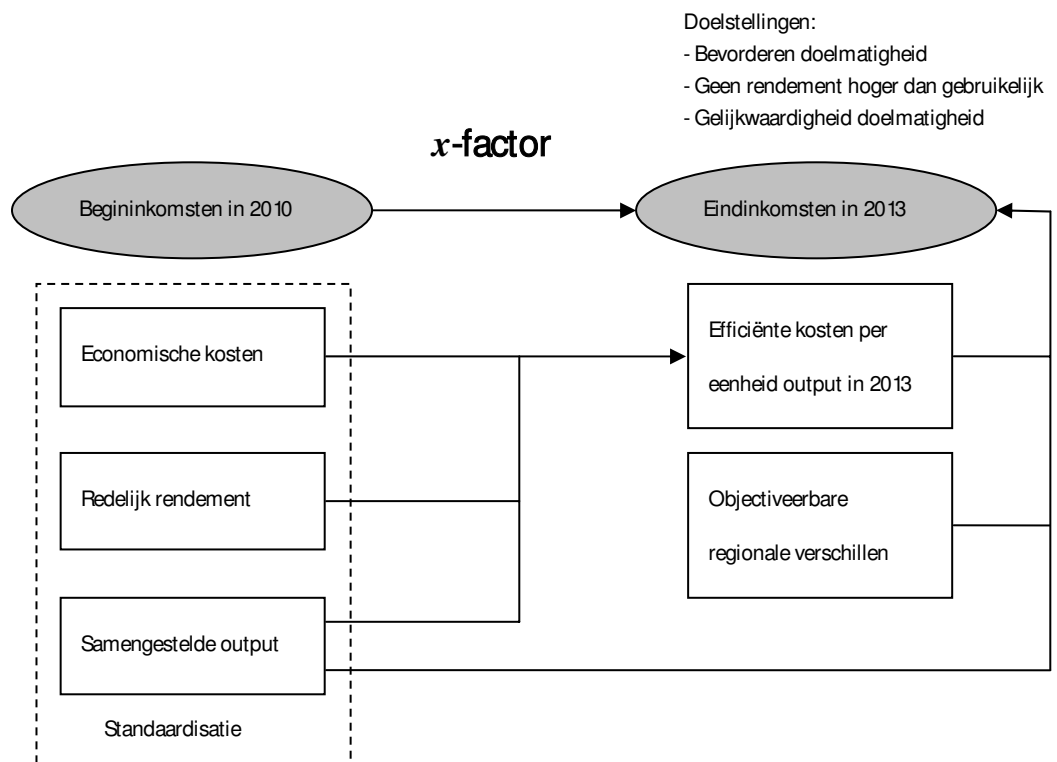 Doelstellingen:
- Bevorderen doelmatigheid
- Geen rendement hoger dan gebruikelijk
- Gelijkwaardigheid doelmatigheid
x-factor
Begininkomsten in 2010
Eindinkomsten in 2013
Economische kosten
Efficiënte kosten per
eenheid output in 2013
Redelijk rendement
Objectiveerbare
regionale verschillen
Samengestelde output
Standaardisatie